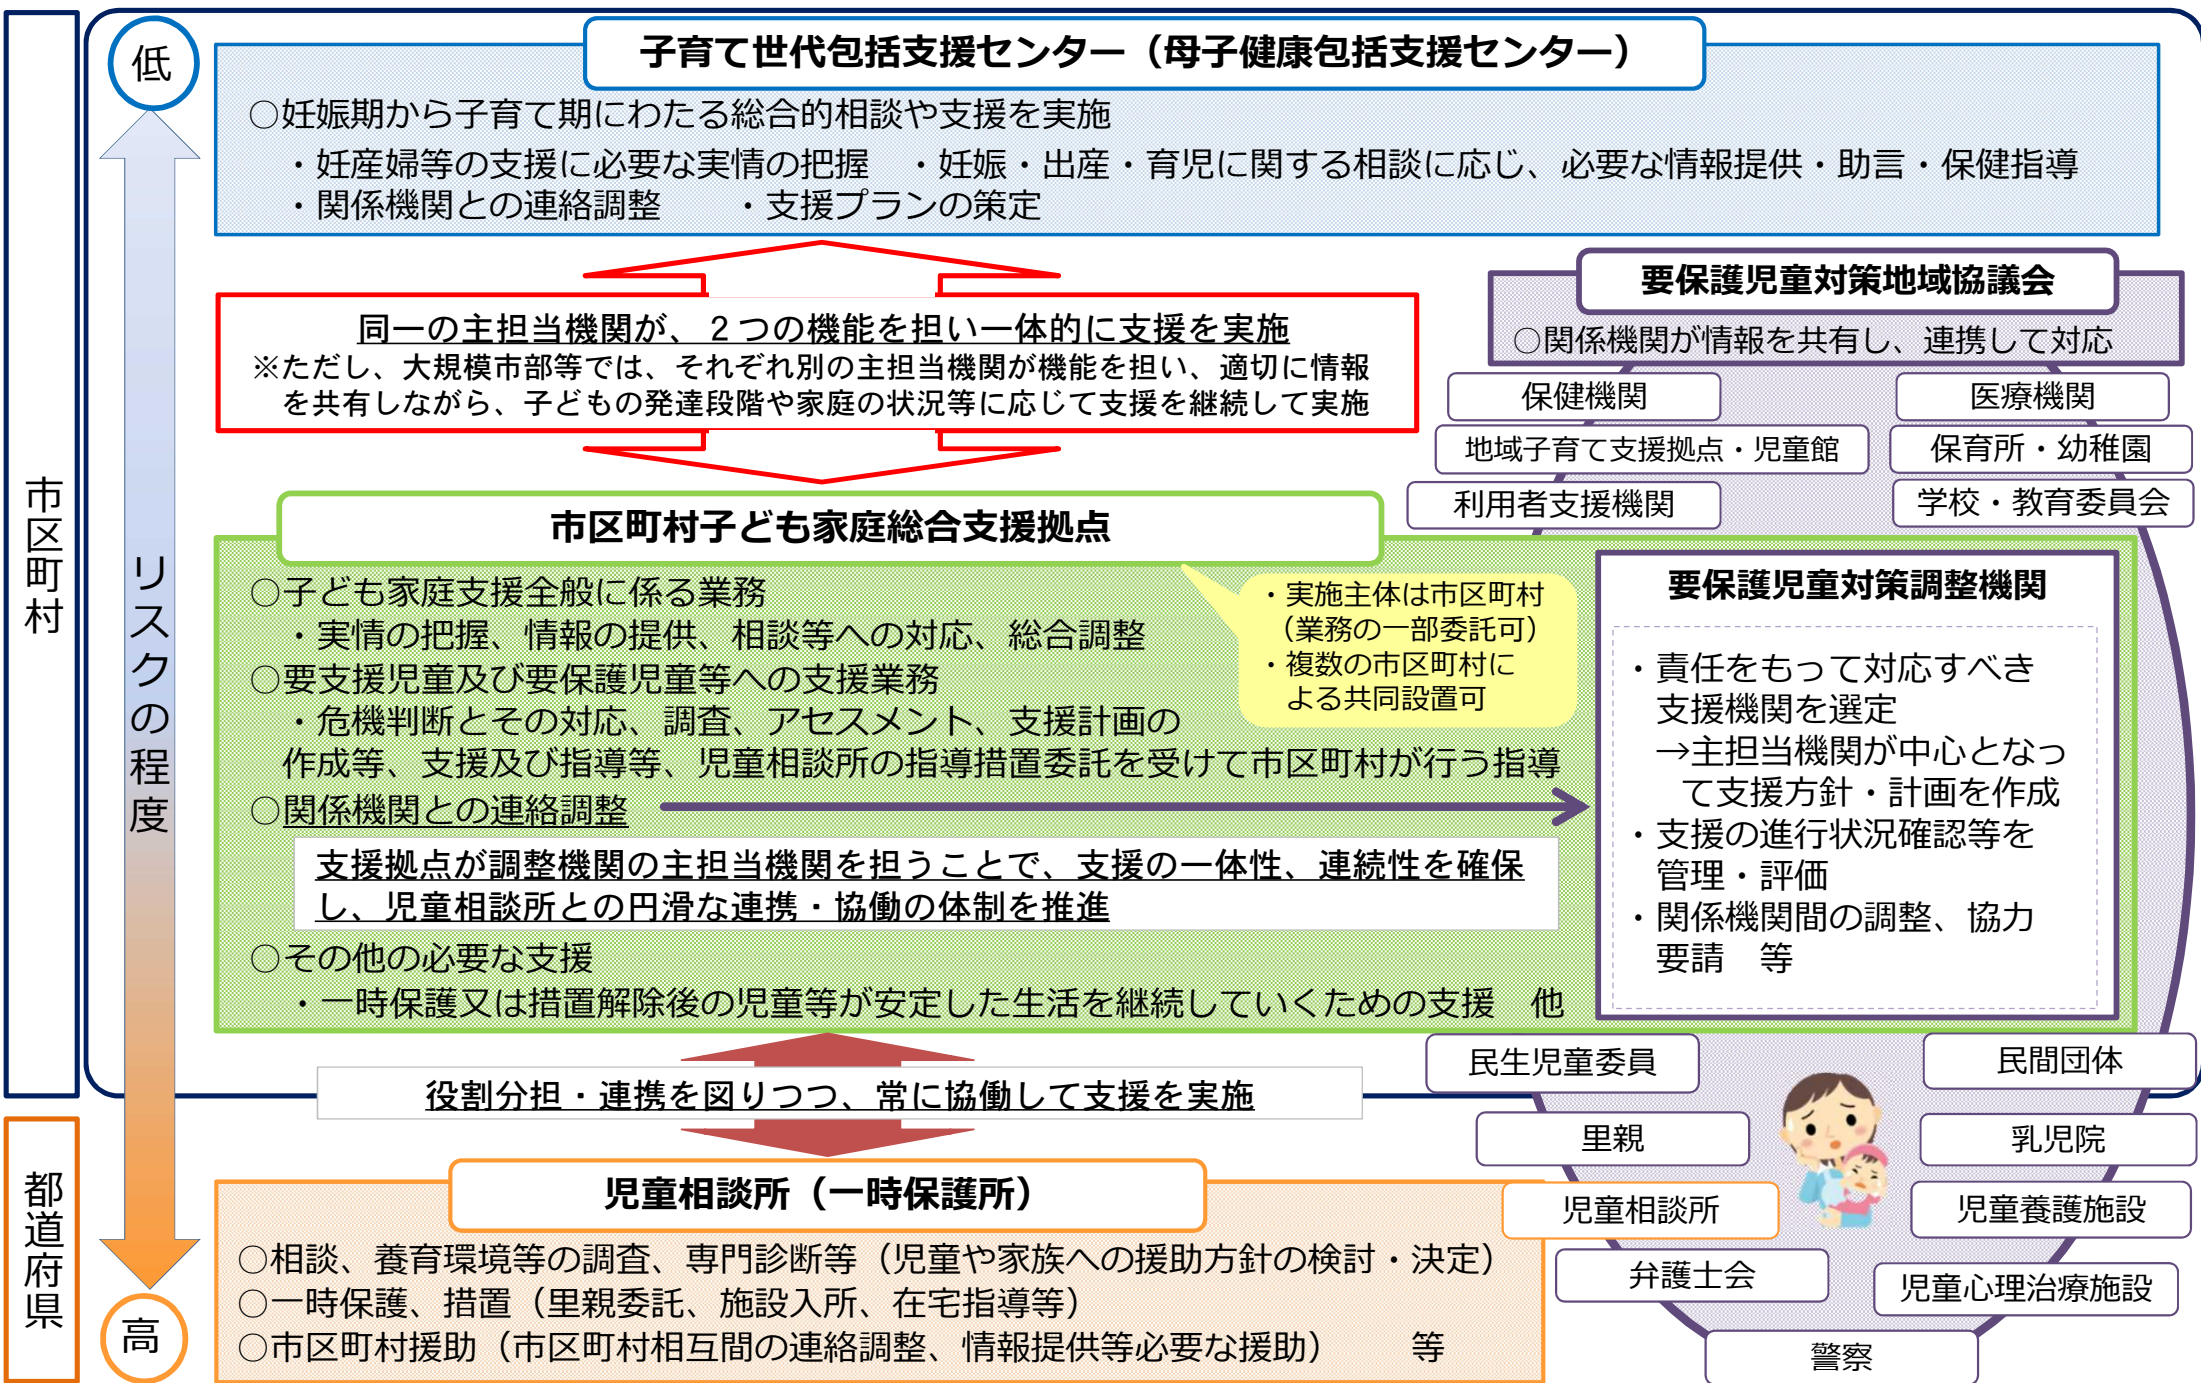 市区町村
都道府県
低
リスクの程度
高
子育て世代包括支援センター（母子健康包括支援センター）
○妊娠期から子育て期にわたる総合的相談や支援を実施
・妊産婦等の支援に必要な実情の把握　・妊娠・出産・育児に関する相談に応じ、必要な情報提供・助言・保健指導
・関係機関との連絡調整　　・支援プランの策定
同一の主担当機関が、２つの機能を担い一体的に支援を実施
※ただし、大規模市部等では、それぞれ別の主担当機関が機能を担い、適切に情報
を共有しながら、子どもの発達段階や家庭の状況等に応じて支援を継続して実施
要保護児童対策地域協議会
○関係機関が情報を共有し、連携して対応
保健機関
医療機関
地域子育て支援拠点・児童館
保育所・幼稚園
利用者支援機関
学校・教育委員会
市区町村子ども家庭総合支援拠点
○子ども家庭支援全般に係る業務
・実情の把握、情報の提供、相談等への対応、総合調整
○要支援児童及び要保護児童等への支援業務
・危機判断とその対応、調査、アセスメント、支援計画の
作成等、支援及び指導等、児童相談所の指導措置委託を受けて市区町村が行う指導
○関係機関との連絡調整
支援拠点が調整機関の主担当機関を担うことで、支援の一体性、連続性を確保
し、児童相談所との円滑な連携・協働の体制を推進
○その他の必要な支援
・一時保護又は措置解除後の児童等が安定した生活を継続していくための支援　他
・実施主体は市区町村
（業務の一部委託可）
・複数の市区町村に
よる共同設置可
要保護児童対策調整機関
・責任をもって対応すべき
支援機関を選定
→主担当機関が中心となっ
て支援方針・計画を作成
・支援の進行状況確認等を
管理・評価
・関係機関間の調整、協力
要請　等
役割分担・連携を図りつつ、常に協働して支援を実施
児童相談所（一時保護所）
○相談、養育環境等の調査、専門診断等（児童や家族への援助方針の検討・決定）
○一時保護、措置（里親委託、施設入所、在宅指導等）
○市区町村援助（市区町村相互間の連絡調整、情報提供等必要な援助）　　等
民生児童委員
民間団体
里親
乳児院
児童相談所
児童養護施設
弁護士会
児童心理治療施設
警察